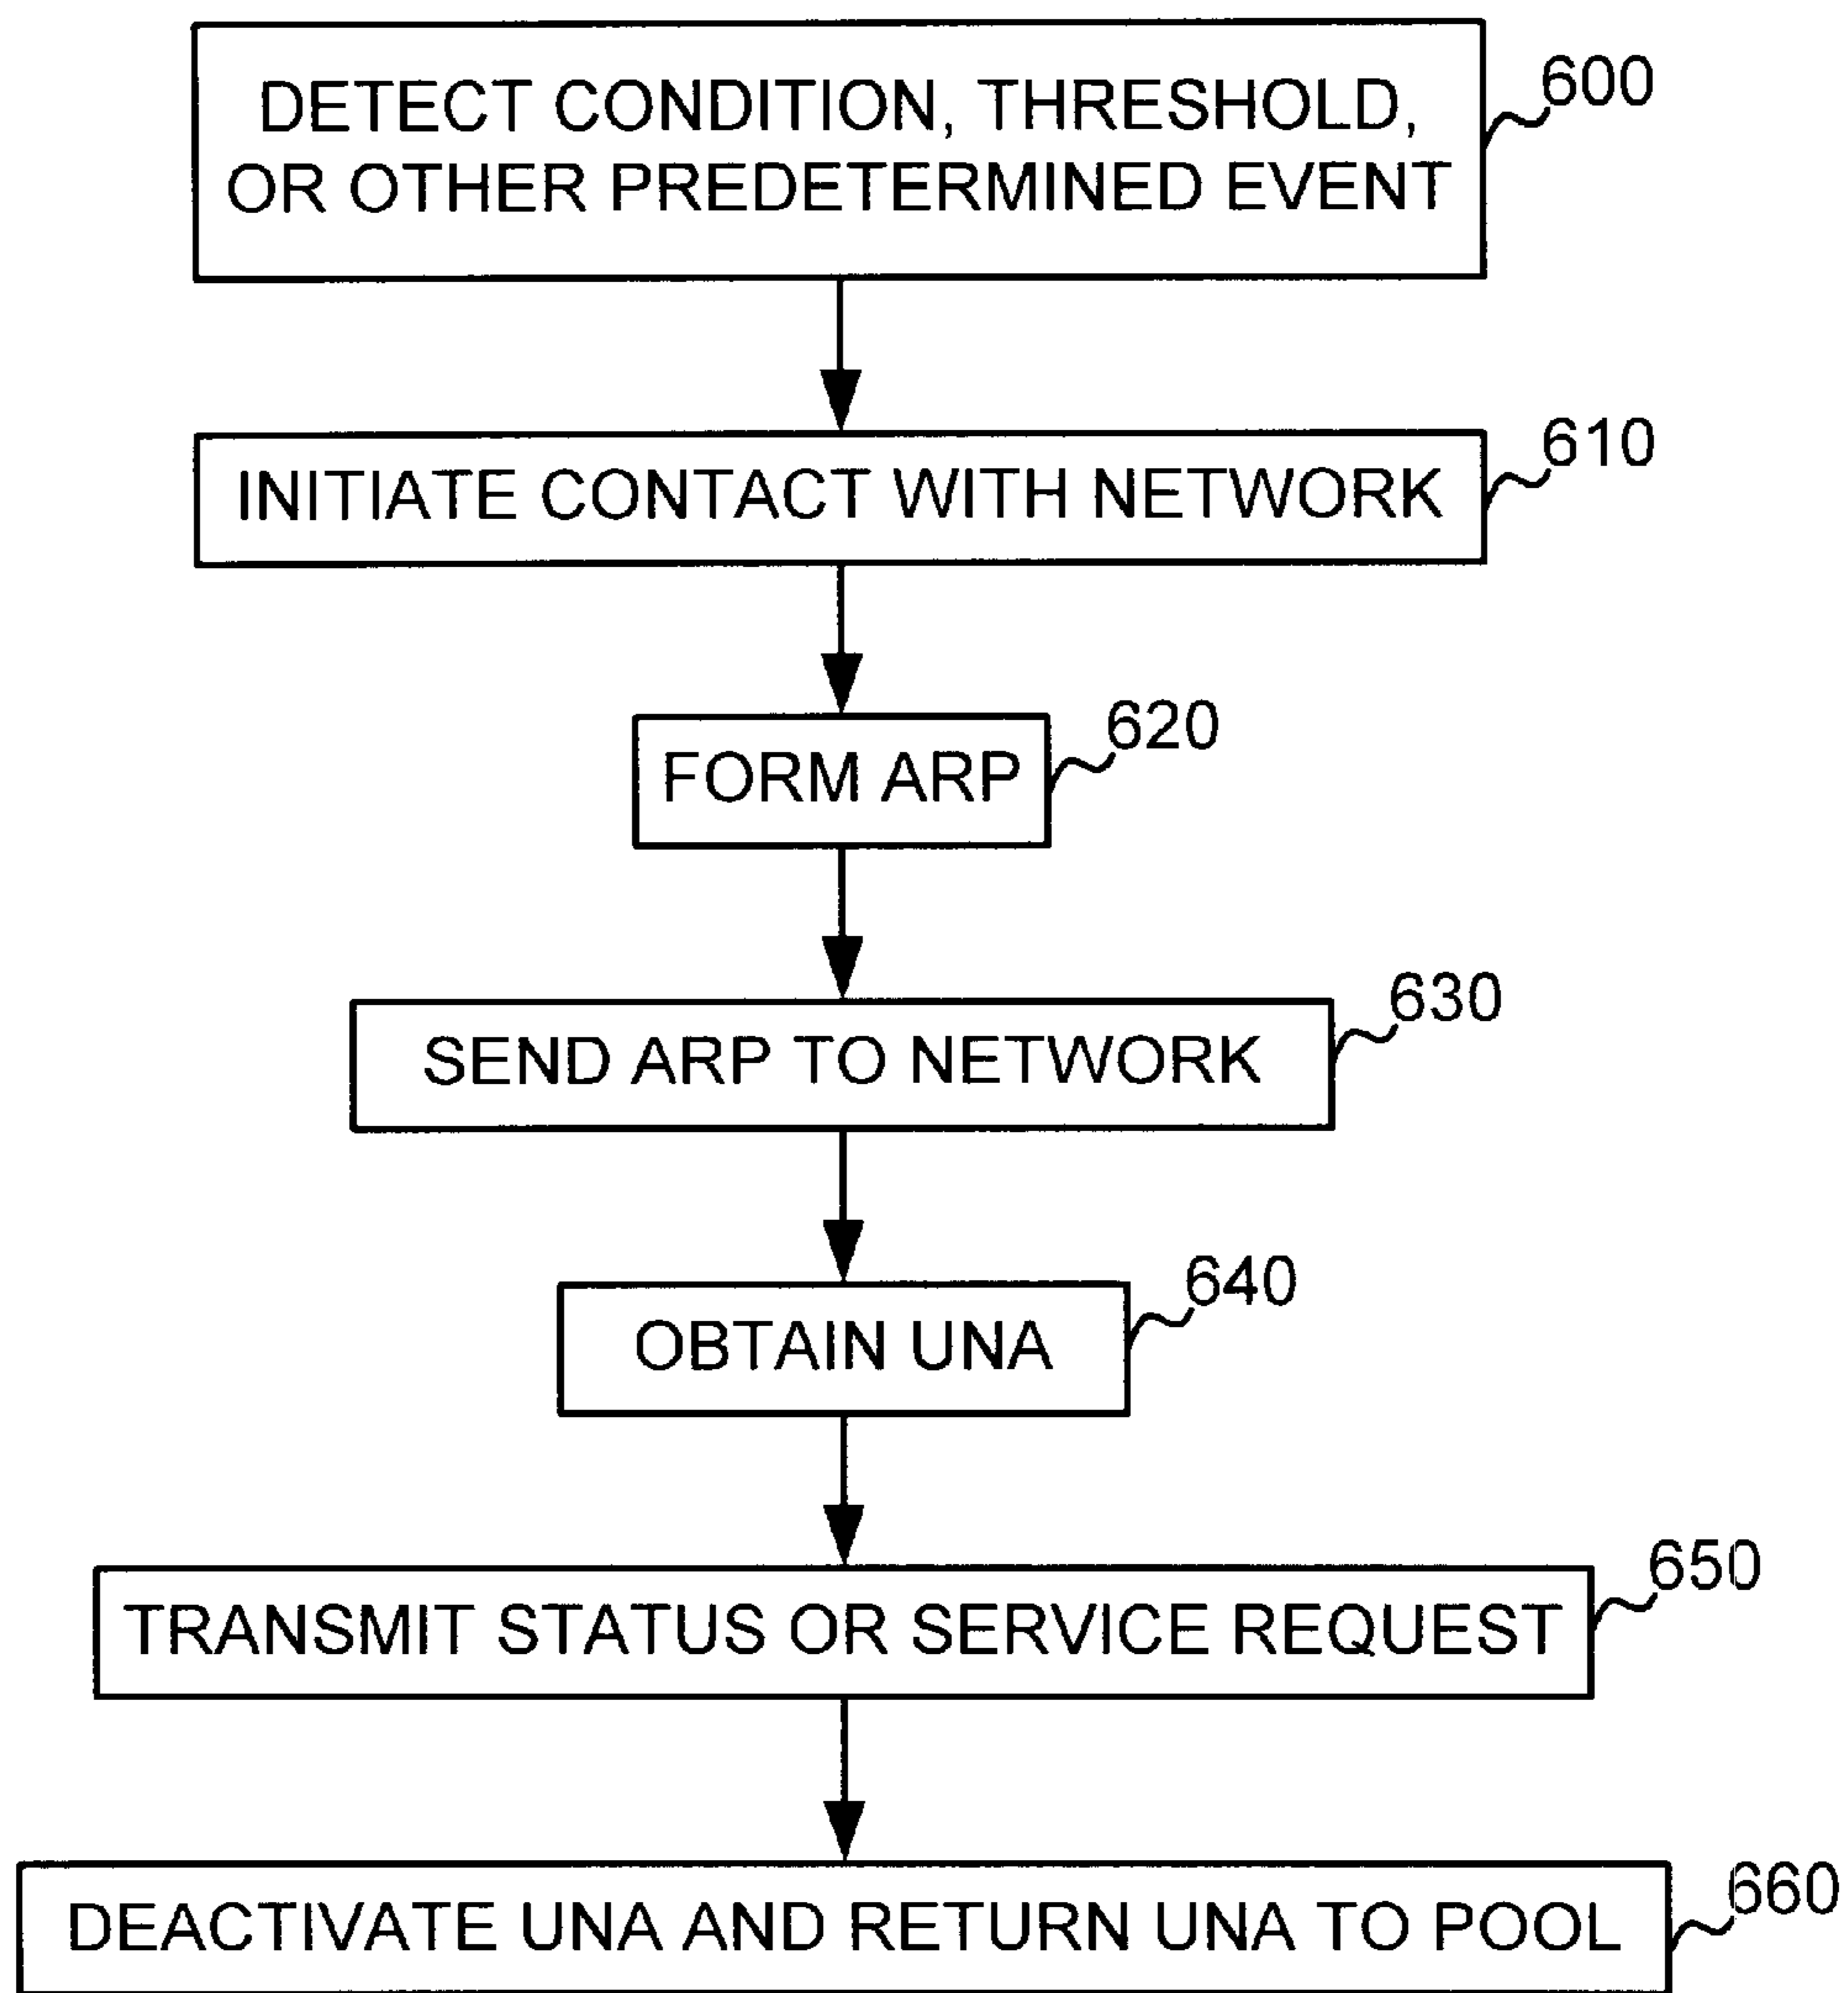 DETECT CONDITION, THRESHOLD,
OR OTHER PREDETERMINED EVENT
600
INITIATE CONTACT WITH NETWORK
610
FORM ARP
620
SEND ARP TO NETWORK
630
OBTAIN UNA
640
TRANSMIT STATUS OR SERVICE REQUEST
650
DEACTIVATE UNA AND RETURN UNA TO POOL
660